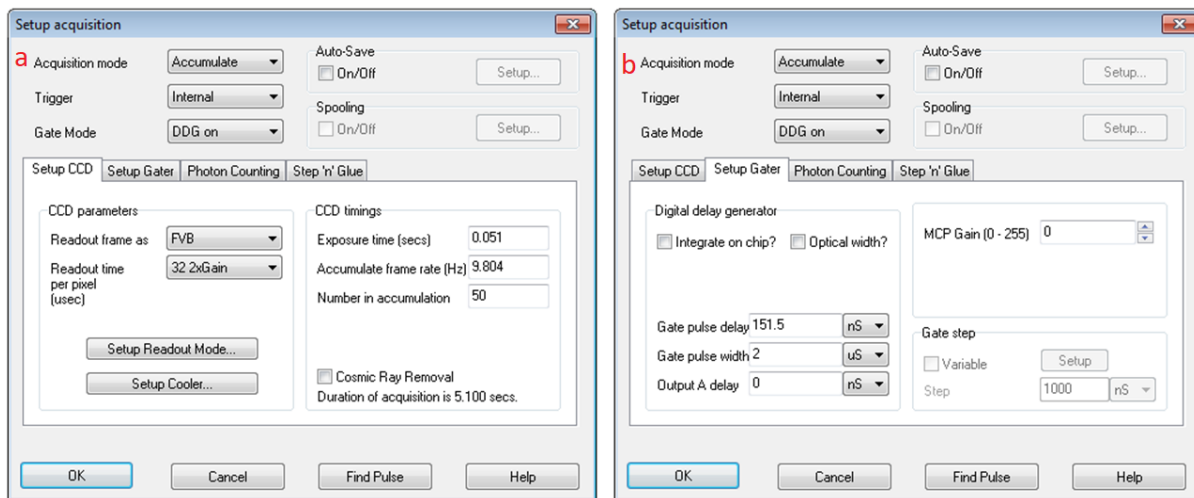 Setup acquisition
a
Acquisition mode Accumulate
Trigger Internal
Gate Mode DDG on
Auto-Save
On/Off Setup...
Spooling
On/Off Setup...
Setup CCD Setup Gater Photon Counting Step 'n' Glue
CCD parameters
Readout frame as FVB
Readout time 32 2xGain
per pixel
(usec)
Setup Readout Mode...
Setup Cooler...
CCD timings
Exposure time (secs) 0.051
Accumulate frame rate (Hz) 9.804
Number in accumulation 50
Cosmic Ray Removal
Duration of acquisition is 5.100 secs.
OK Cancel Find Pulse Help
Setup acquisition
b
Acquisition mode Accumulate
Trigger Internal
Gate Mode DDG on
Auto-Save
On/Off Setup...
Spooling
On/Off Setup...
Setup CCD Setup Gater Photon Counting Step 'n' Glue
Digital delay generator
Integrate on chip? Optical width?
Gate pulse delay 151.5 nS
Gate pulse width 2 uS
Output A delay 0 nS
MCP Gain (0 - 255) 0
Gate step
Variable Setup
Step 1000 nS
OK Cancel Find Pulse Help